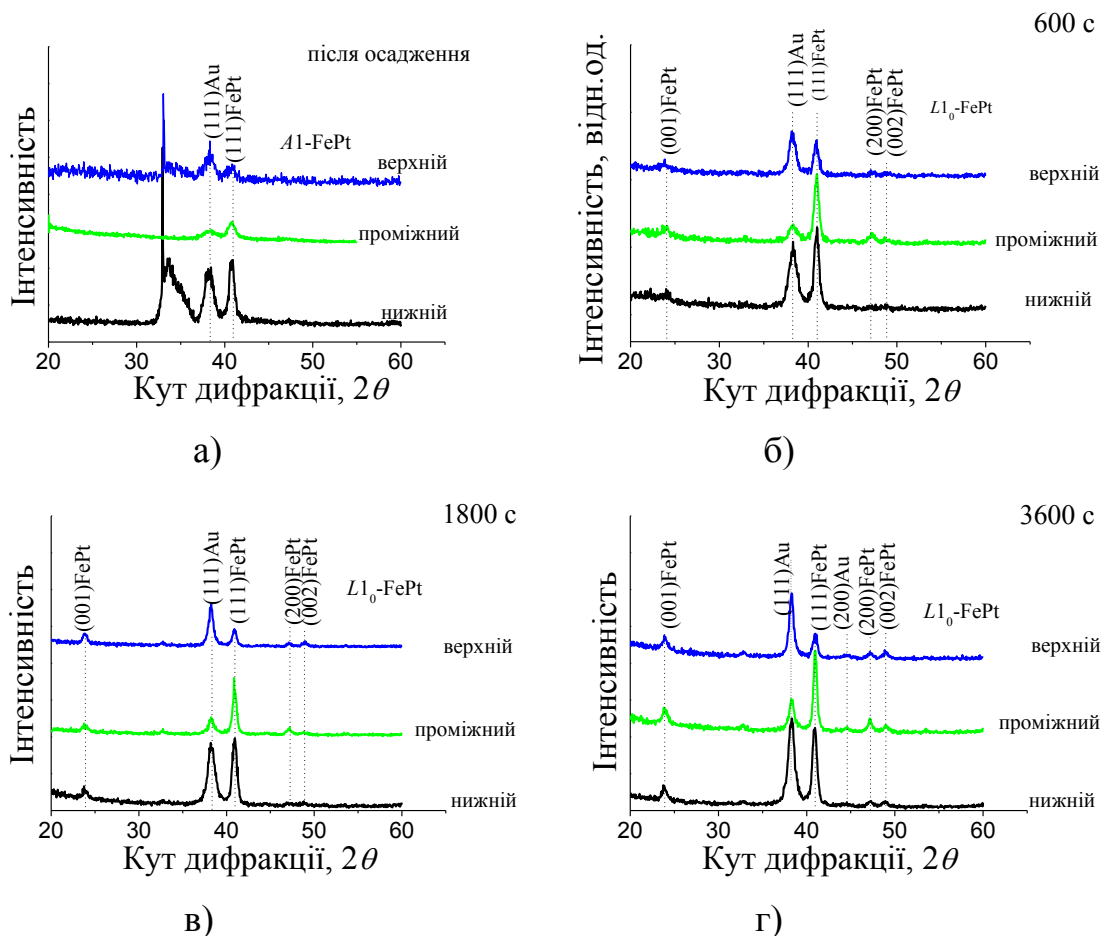 після осадження
Інтенсивність
A1-FePt
(111)Au
(111)FePt
верхній
проміжний
нижній
20 30 40 50 60
Кут дифракції, 2θ
а)
600 с
Інтенсивність, відн.од.
(001)FePt
(111)Au
(111)FePt
(200)FePt
(002)FePt
L1₀-FePt
верхній
проміжний
нижній
20 30 40 50 60
Кут дифракції, 2θ
б)
1800 с
Інтенсивність
(001)FePt
(111)Au
(111)FePt
(200)FePt
(002)FePt
L1₀-FePt
верхній
проміжний
нижній
20 30 40 50 60
Кут дифракції, 2θ
в)
3600 с
Інтенсивність
(001)FePt
(111)Au
(111)FePt
(200)Au
(200)FePt
(002)FePt
L1₀-FePt
верхній
проміжний
нижній
20 30 40 50 60
Кут дифракції, 2θ
г)